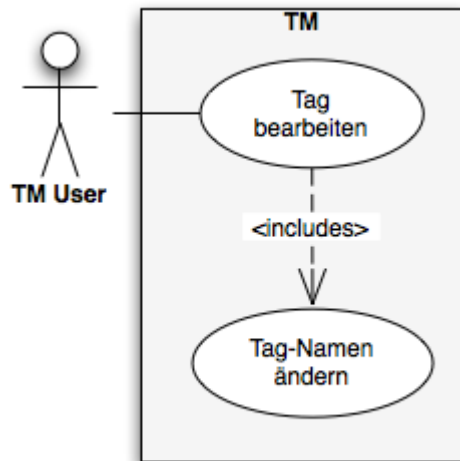 TM
Tag
bearbeiten
TM User
<includes>
Tag-Namen
ändern